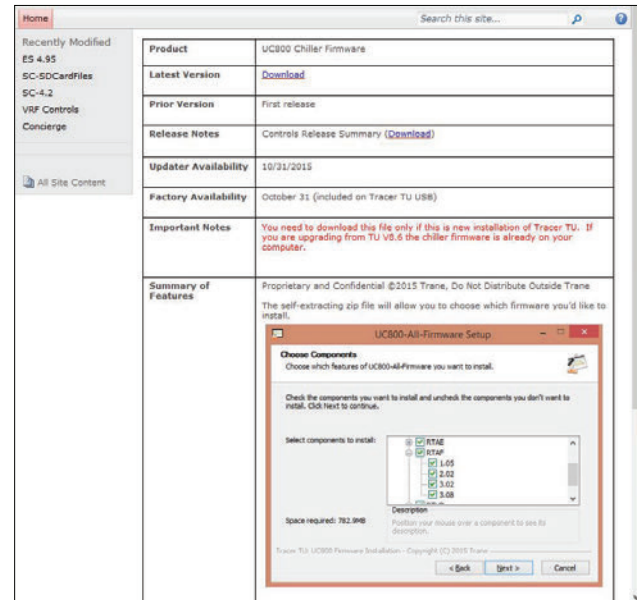 Home
Search this site...
Recently Modified
ES 4.95
SC-SDCardFiles
SC-4.2
VRF Controls
Concierge
All Site Content
Product
UC800 Chiller Firmware
Latest Version
Download
Prior Version
First release
Release Notes
Controls Release Summary (Download)
Updater Availability
10/31/2015
Factory Availability
October 31 (included on Tracer TU USB)
Important Notes
You need to download this file only if this is new installation of Tracer TU. If
you are upgrading from TU V8.6 the chiller firmware is already on your
computer.
Summary of
Features
Proprietary and Confidential ©2015 Trane, Do Not Distribute Outside Trane
The self-extracting zip file will allow you to choose which firmware you'd like to
install.
UC800-All-Firmware Setup
Choose Components
Choose which features of UC800-All-Firmware you want to install.
Check the components you want to install and uncheck the components you don't want to
install. Click Next to continue.
Select components to install:
RTAE
RTAF
1.05
2.02
3.02
3.08
Space required: 782.9MB
Description
Position your mouse over a component to see its
description.
Tracer TU UC800 Firmware Installation - Copyright (C) 2015 Trane
< Back
Next >
Cancel